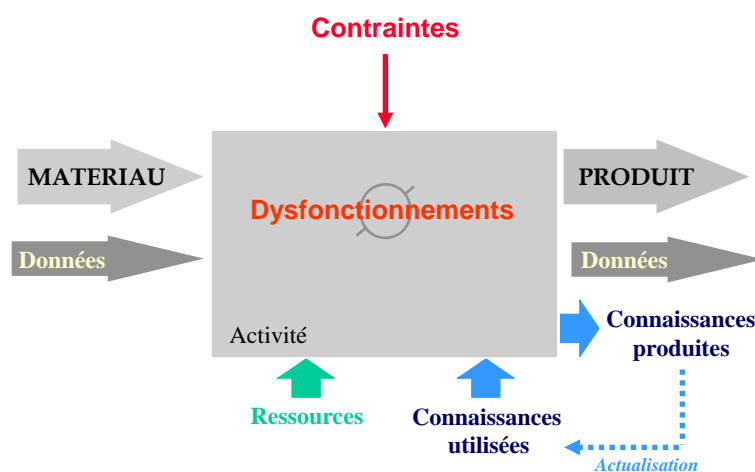 Contraintes
MATERIAU
PRODUIT
Dysfonctionnements
Données
Données
Activité
Connaissances
produites
Ressources
Connaissances
utilisées
Actualisation